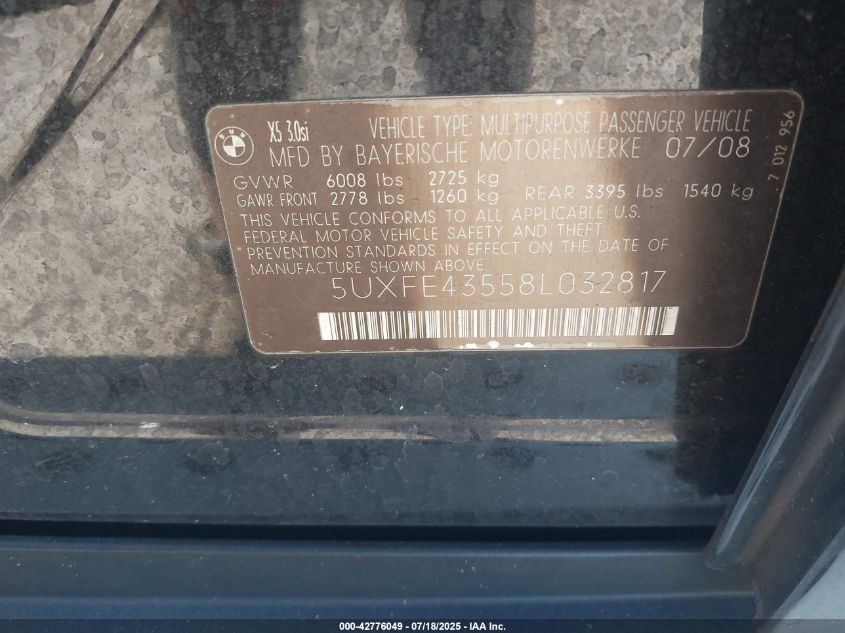 BMW
X5 3.0si
VEHICLE TYPE: MULTIPURPOSE PASSENGER VEHICLE
MFD BY BAYERISCHE MOTORENWERKE 07/08
GVWR 6008 lbs 2725 kg
GAWR FRONT 2778 lbs 1260 kg REAR 3395 lbs 1540 kg
THIS VEHICLE CONFORMS TO ALL APPLICABLE U.S.
FEDERAL MOTOR VEHICLE SAFETY AND THEFT
PREVENTION STANDARDS IN EFFECT ON THE DATE OF
MANUFACTURE SHOWN ABOVE.
5UXFE43558L032817
7 012 956
000-42776049 07/18/2025 - IAA Inc.